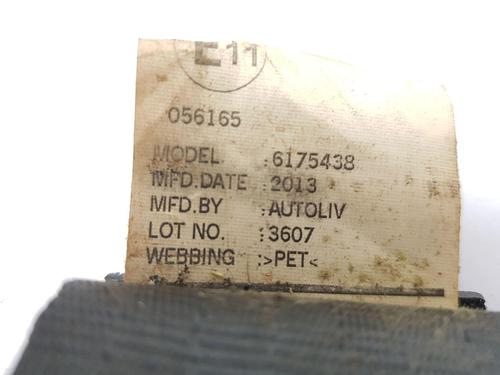 E11
056165
MODEL :6175438
MFD.DATE :2013
MFD.BY :AUTOLIV
LOT NO. :3607
WEBBING :>PET<